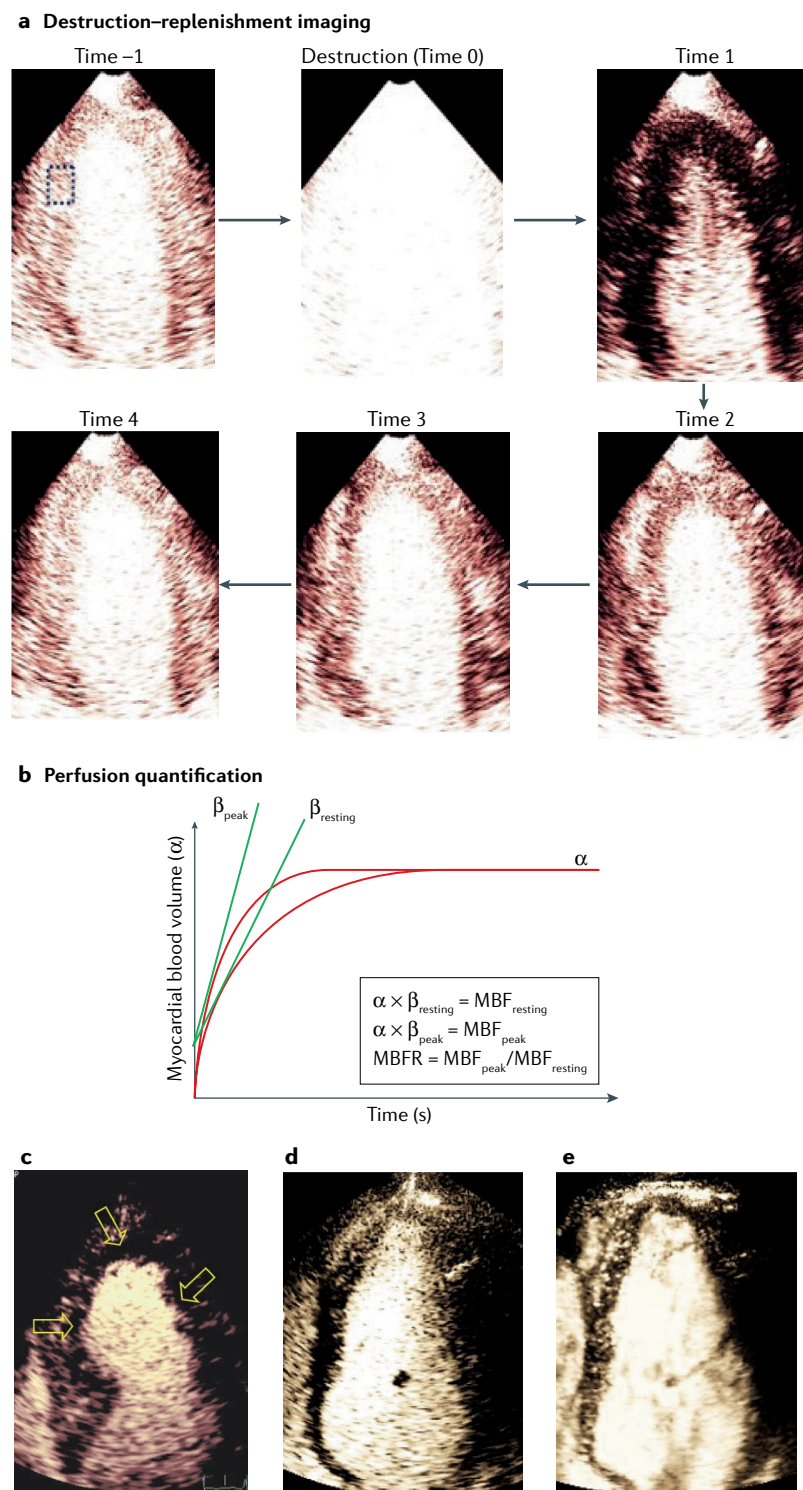 a Destruction–replenishment imaging
Time –1
Destruction (Time 0)
Time 1
Time 4
Time 3
Time 2
b Perfusion quantification
β_peak
β_resting
α
Myocardial blood volume (α)
α × β_resting = MBF_resting
α × β_peak = MBF_peak
MBFR = MBF_peak/MBF_resting
Time (s)
c
d
e